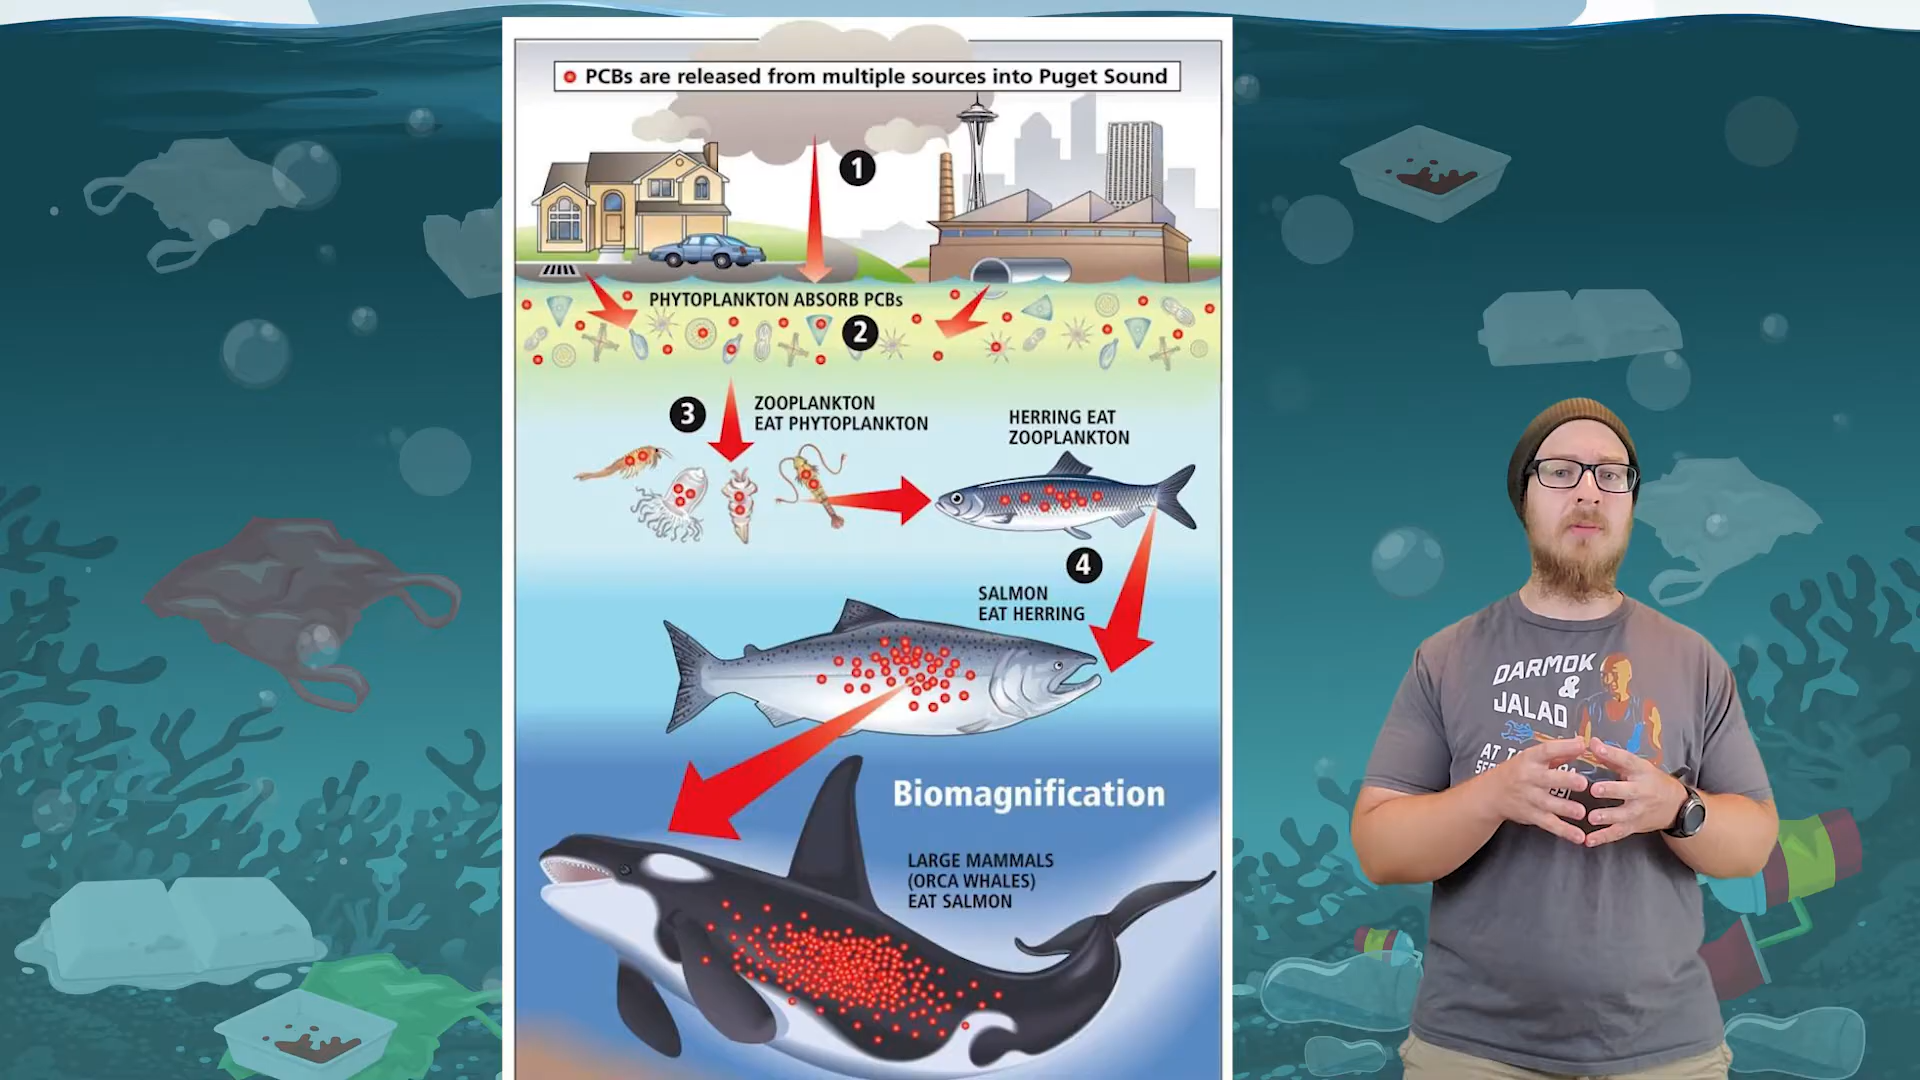 PCBs are released from multiple sources into Puget Sound
1
PHYTOPLANKTON ABSORB PCBs
2
3
ZOOPLANKTON
EAT PHYTOPLANKTON
HERRING EAT
ZOOPLANKTON
4
SALMON
EAT HERRING
Biomagnification
LARGE MAMMALS
(ORCA WHALES)
EAT SALMON
DARMOK
&
JALAD
AT